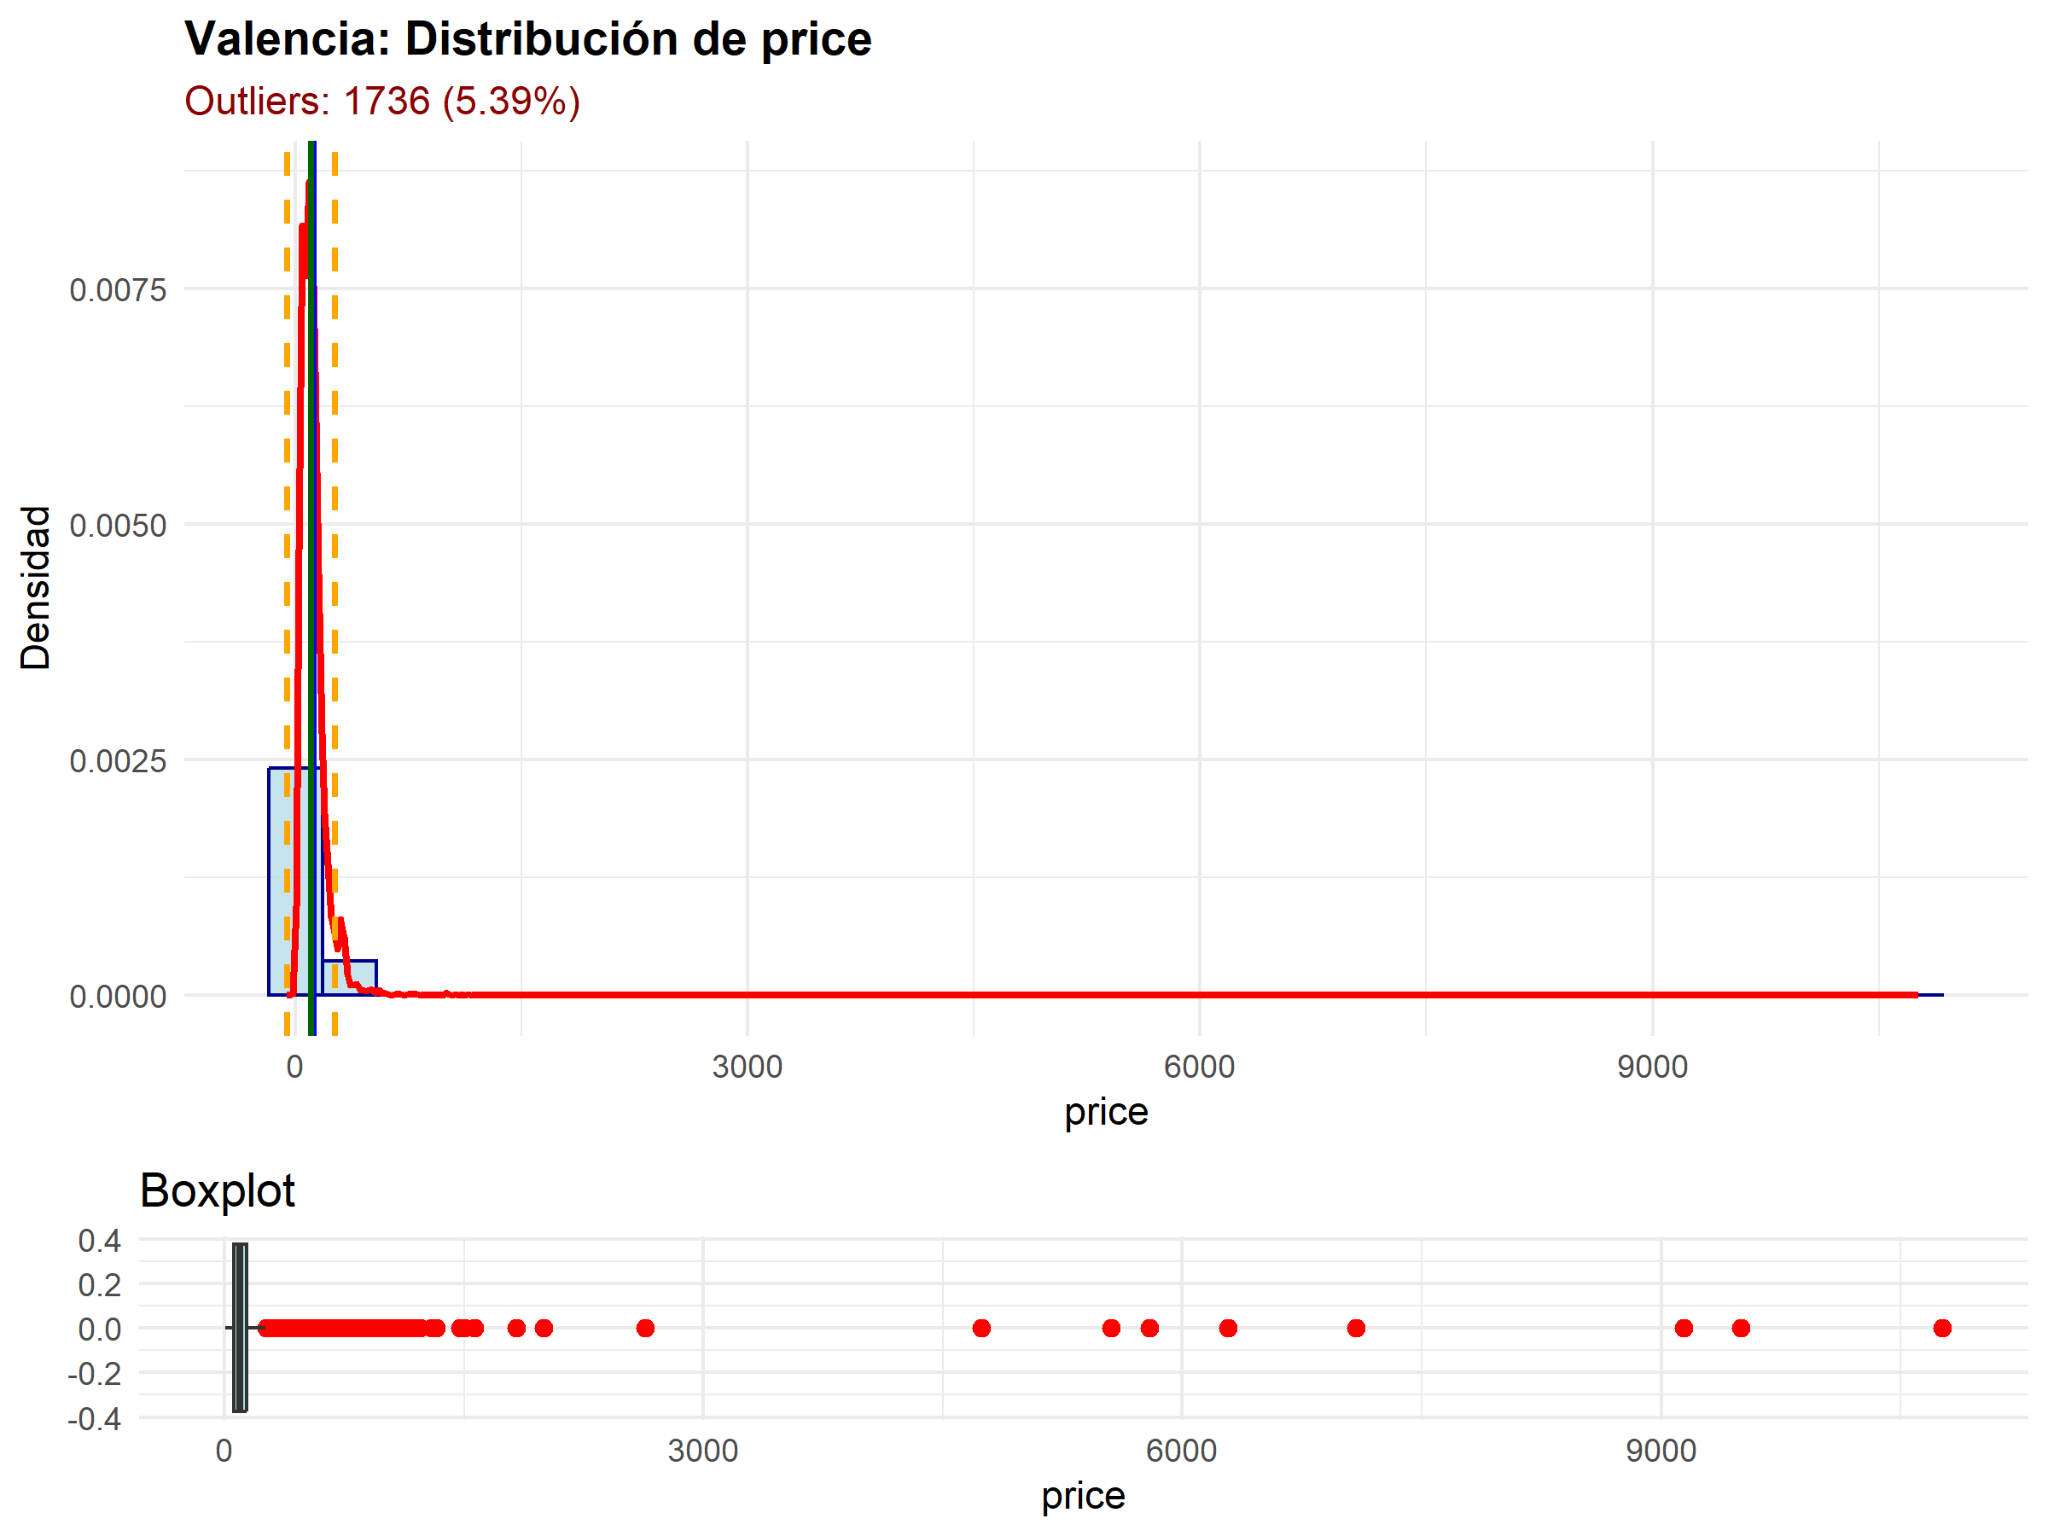 Valencia: Distribución de price
Outliers: 1736 (5.39%)
Densidad
0.0075
0.0050
0.0025
0.0000
0 3000 6000 9000
price
Boxplot
0.4
0.2
0.0
-0.2
-0.4
0 3000 6000 9000
price